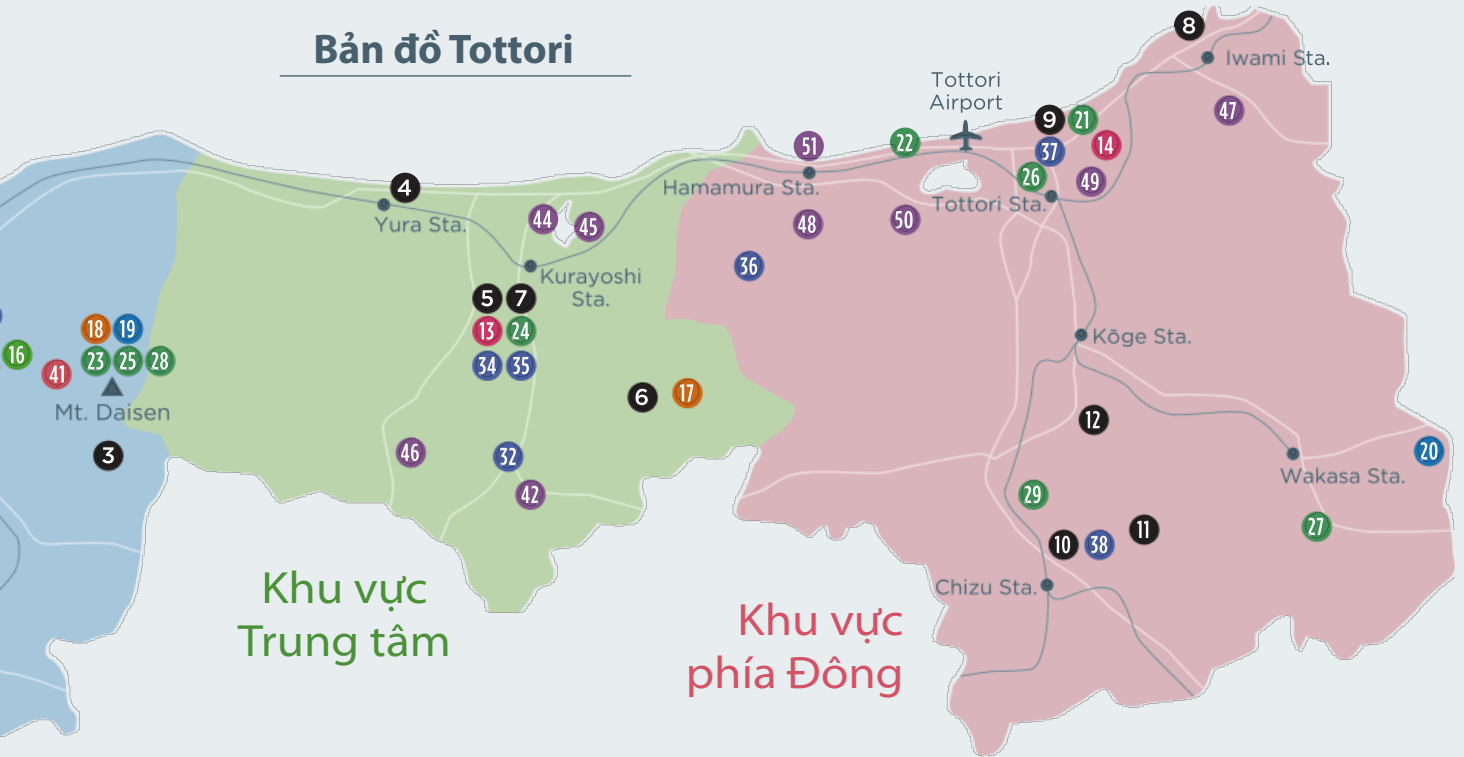 Bản đồ Tottori
8
Iwami Sta.
Tottori
Airport
47
9 21
14
37
51
22
26
49
Hamamura Sta.
Tottori Sta.
4
Yura Sta.
44
45
48
50
36
Kurayoshi
Sta.
5 7
13 24
34 35
18 19
16
23 25 28
41
Mt. Daisen
3
Kōge Sta.
6
17
12
46
32
42
20
Wakasa Sta.
29
27
11
10 38
Chizu Sta.
Khu vực
Trung tâm
Khu vực
phía Đông